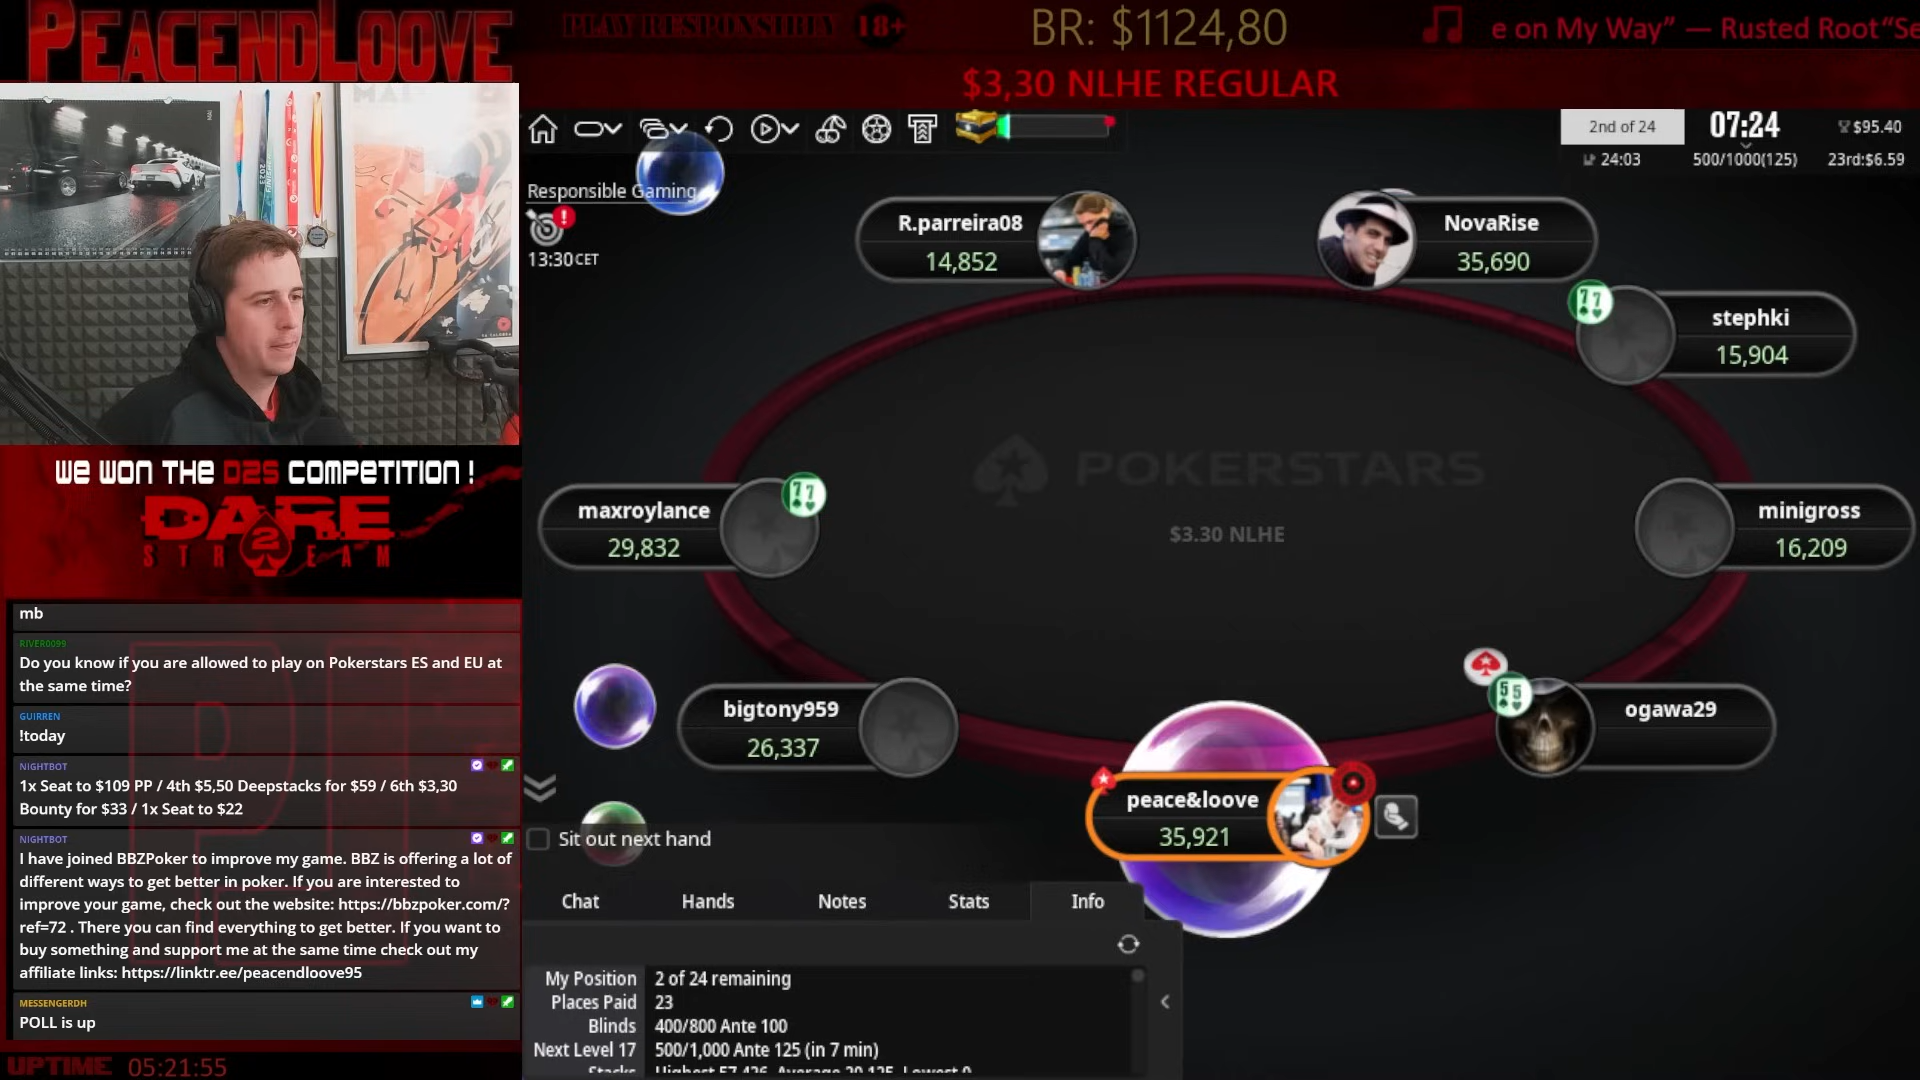 PEACENDLOOVE
PLAY RESPONSIBLY 18+
BR: $1124,80
e on My Way” — Rusted Root“Se
$3,30 NLHE REGULAR
2nd of 24
07:24
$95.40
24:03
500/1000(125)
23rd:$6.59
Responsible Gaming
13:30 CET
R.parreira08
14,852
NovaRise
35,690
stephki
15,904
77
maxroylance
29,832
77
POKERSTARS
$3.30 NLHE
minigross
16,209
bigtony959
26,337
peace&loove
35,921
ogawa29
55
Sit out next hand
Chat Hands Notes Stats Info
My Position 2 of 24 remaining
Places Paid 23
Blinds 400/800 Ante 100
Next Level 17 500/1,000 Ante 125 (in 7 min)
WE WON THE D2S COMPETITION !
DARE
2
STREAM
mb
RIVER0099
Do you know if you are allowed to play on Pokerstars ES and EU at
the same time?
GUIRREN
!today
NIGHTBOT
1x Seat to $109 PP / 4th $5,50 Deepstacks for $59 / 6th $3,30
Bounty for $33 / 1x Seat to $22
NIGHTBOT
I have joined BBZPoker to improve my game. BBZ is offering a lot of
different ways to get better in poker. If you are interested to
improve your game, check out the website: https://bbzpoker.com/?
ref=72 . There you can find everything to get better. If you want to
buy something and support me at the same time check out my
affiliate links: https://linktr.ee/peacendloove95
MESSENGERDH
POLL is up
UPTIME 05:21:55